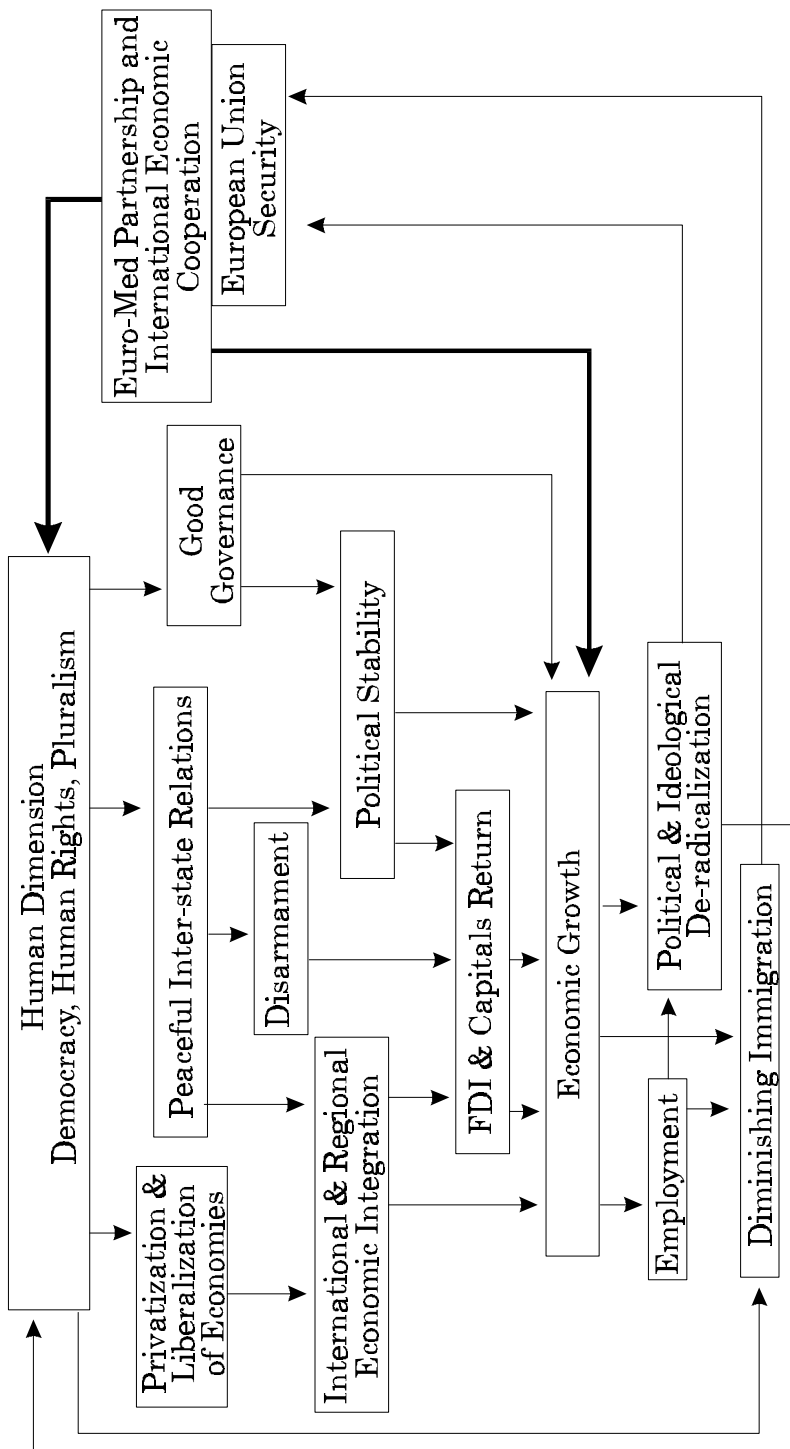 Human Dimension
Democracy, Human Rights, Pluralism
Euro-Med Partnership and
International Economic
Cooperation
European Union
Security
Privatization &
Liberalization
of Economies
Peaceful Inter-state Relations
Good
Governance
Disarmament
International & Regional
Economic Integration
Political Stability
FDI & Capitals Return
Economic Growth
Employment
Political & Ideological
De-radicalization
Diminishing Immigration